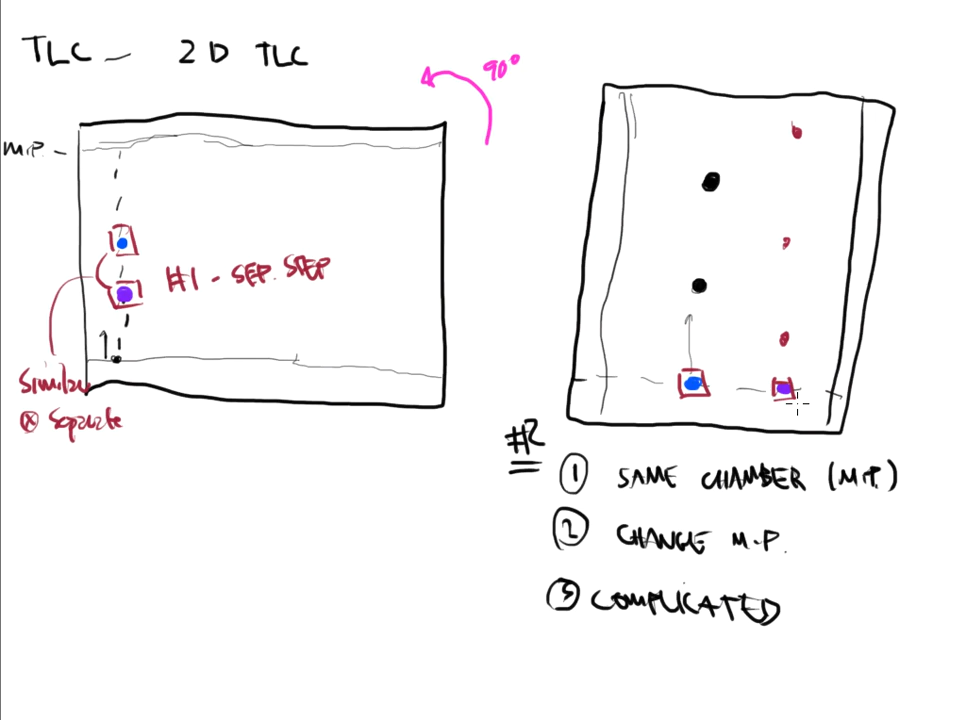 TLC - 2D TLC
90°
M.P. -
#1 - SEP. STEP
Similar
ⓧ Separate
#2
① SAME CHAMBER (M.P.)
② CHANGE M.P.
③ COMPLICATED